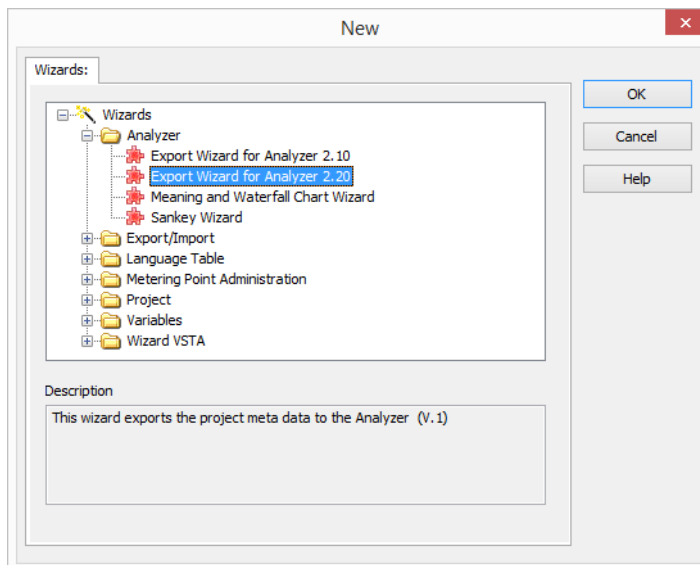 New
Wizards:
Wizards
Analyzer
Export Wizard for Analyzer 2.10
Export Wizard for Analyzer 2.20
Meaning and Waterfall Chart Wizard
Sankey Wizard
Export/Import
Language Table
Metering Point Administration
Project
Variables
Wizard VSTA
OK
Cancel
Help
Description
This wizard exports the project meta data to the Analyzer (V.1)